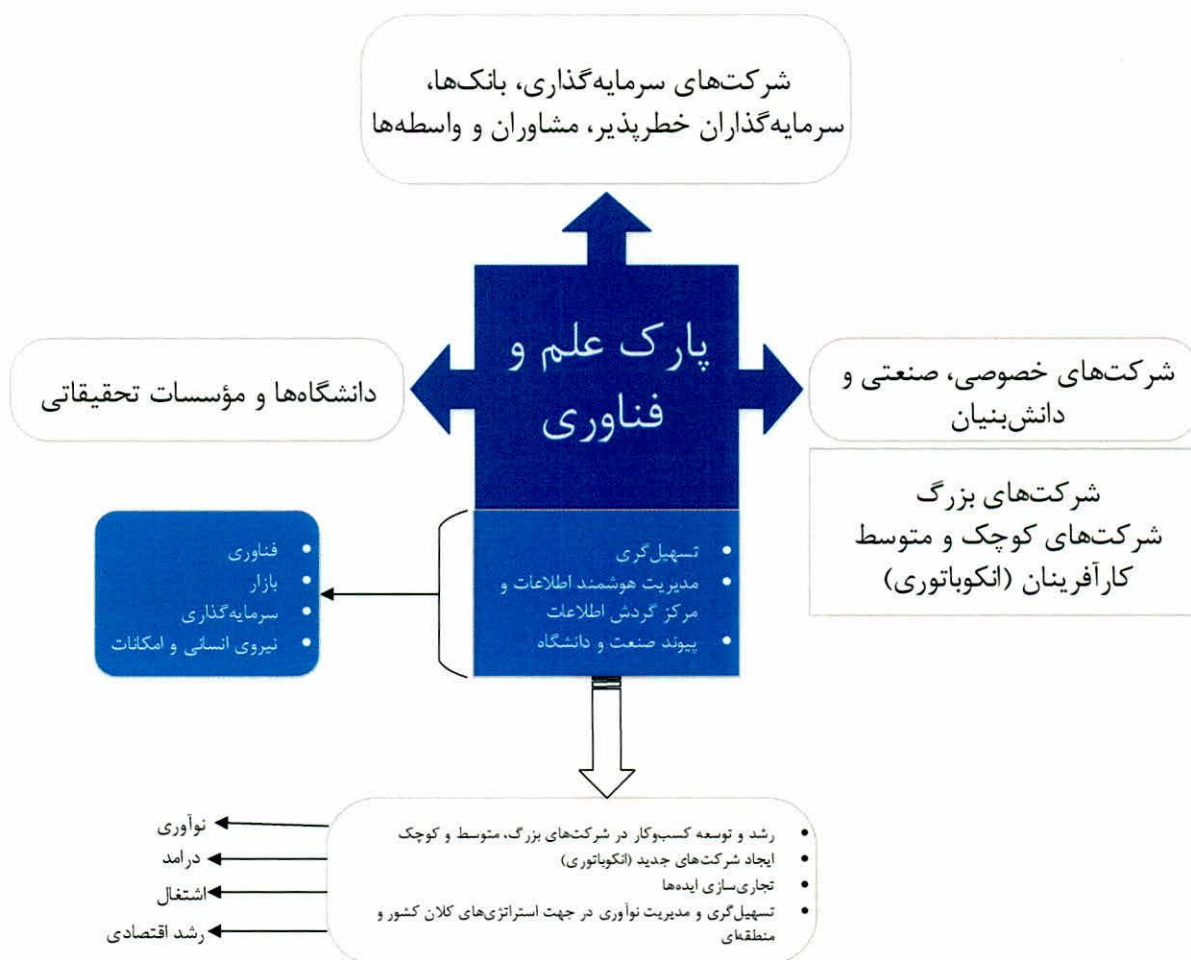 شرکت‌های سرمایه‌گذاری، بانک‌ها،
سرمایه‌گذاران خطرپذیر، مشاوران و واسطه‌ها
پارک علم و
فناوری
شرکت‌های خصوصی، صنعتی و
دانش‌بنیان
دانشگاه‌ها و مؤسسات تحقیقاتی
شرکت‌های بزرگ
شرکت‌های کوچک و متوسط
کارآفرینان (انکوباتوری)
• تسهیل‌گری
• مدیریت هوشمند اطلاعات و
مرکز گردش اطلاعات
• پیوند صنعت و دانشگاه
• فناوری
• بازار
• سرمایه‌گذاری
• نیروی انسانی و امکانات
• رشد و توسعه کسب‌وکار در شرکت‌های بزرگ، متوسط و کوچک
• ایجاد شرکت‌های جدید (انکوباتوری)
• تجاری‌سازی ایده‌ها
• تسهیل‌گری و مدیریت نوآوری در جهت استراتژی‌های کلان کشور و
منطقه‌ای
نوآوری
درامد
اشتغال
رشد اقتصادی